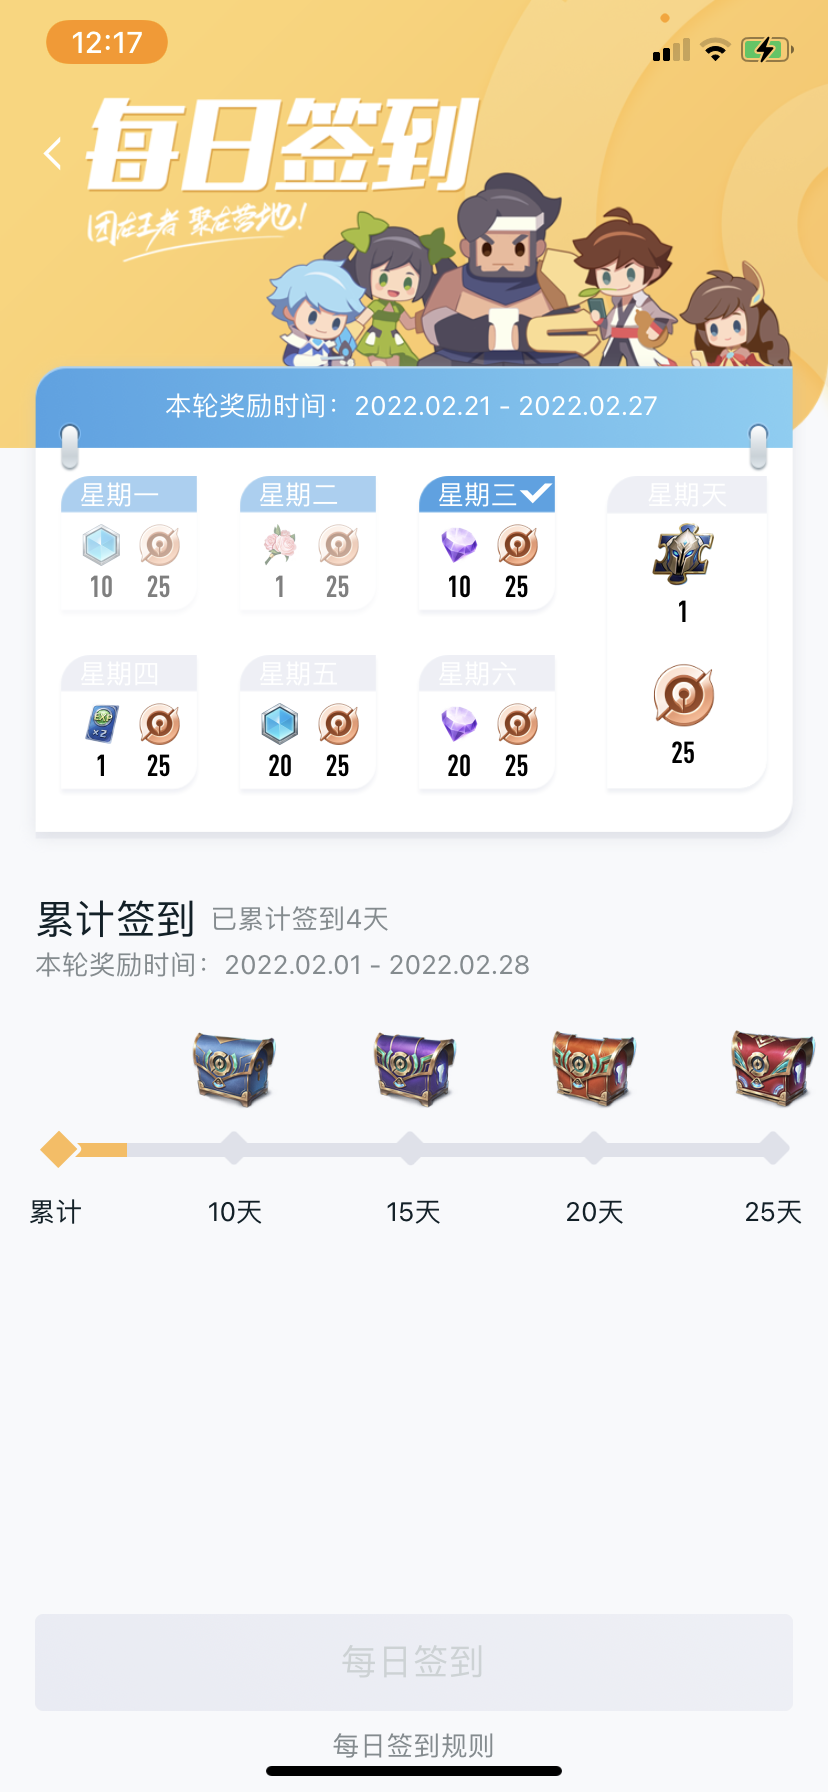 12:17
每日签到
团在王者 聚在营地!
本轮奖励时间：2022.02.21 - 2022.02.27
星期一
星期二
星期三
星期天
10 25
1 25
10 25
1
星期四
星期五
星期六
25
EXP
×2
1 25
20 25
20 25
累计签到 已累计签到4天
本轮奖励时间：2022.02.01 - 2022.02.28
累计 10天 15天 20天 25天
每日签到
每日签到规则